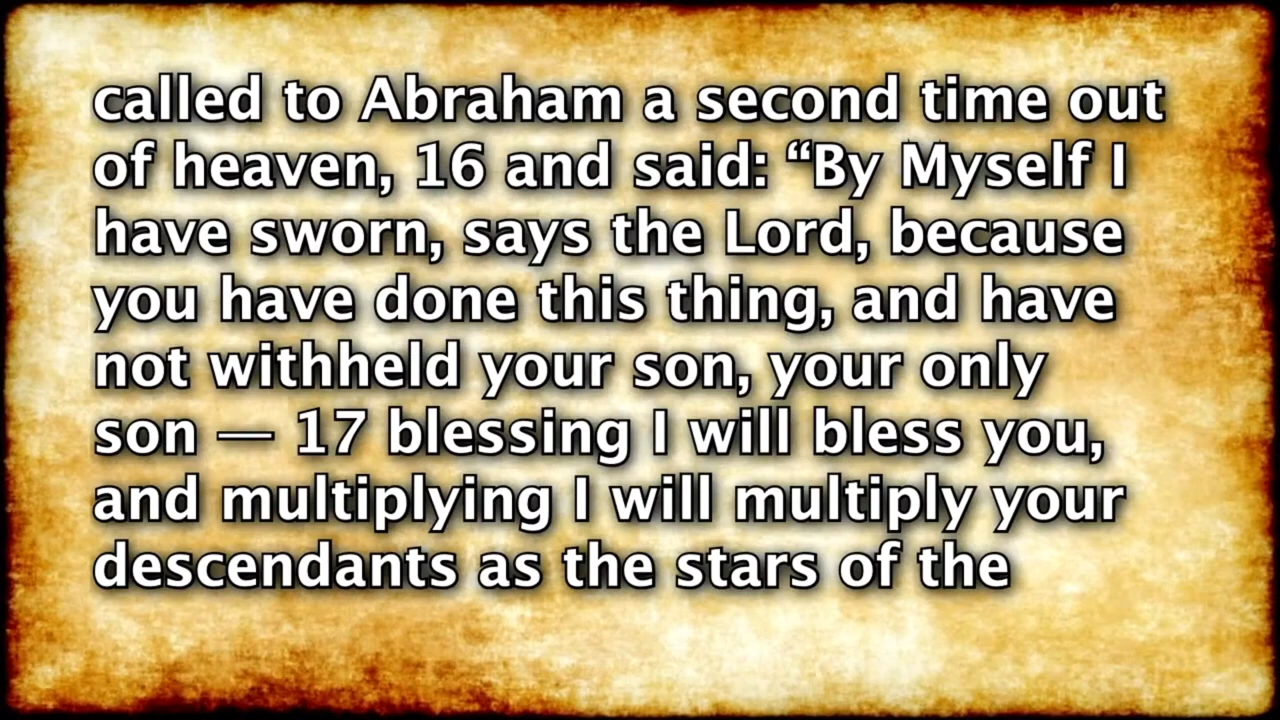 called to Abraham a second time out
of heaven, 16 and said: “By Myself I
have sworn, says the Lord, because
you have done this thing, and have
not withheld your son, your only
son — 17 blessing I will bless you,
and multiplying I will multiply your
descendants as the stars of the